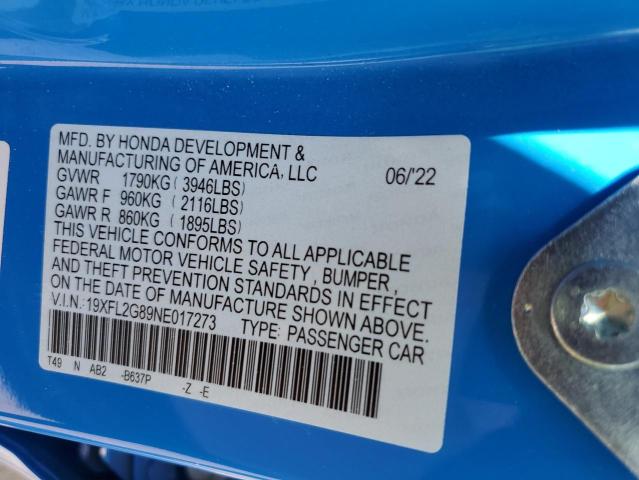 MFD. BY HONDA DEVELOPMENT &
MANUFACTURING OF AMERICA, LLC 06/'22
GVWR 1790KG ( 3946LBS)
GAWR F 960KG ( 2116LBS)
GAWR R 860KG ( 1895LBS)
THIS VEHICLE CONFORMS TO ALL APPLICABLE
FEDERAL MOTOR VEHICLE SAFETY, BUMPER,
AND THEFT PREVENTION STANDARDS IN EFFECT
ON THE DATE OF MANUFACTURE SHOWN ABOVE.
V.I.N.:19XFL2G89NE017273 TYPE: PASSENGER CAR
T49 N AB2 -B637P -Z -E